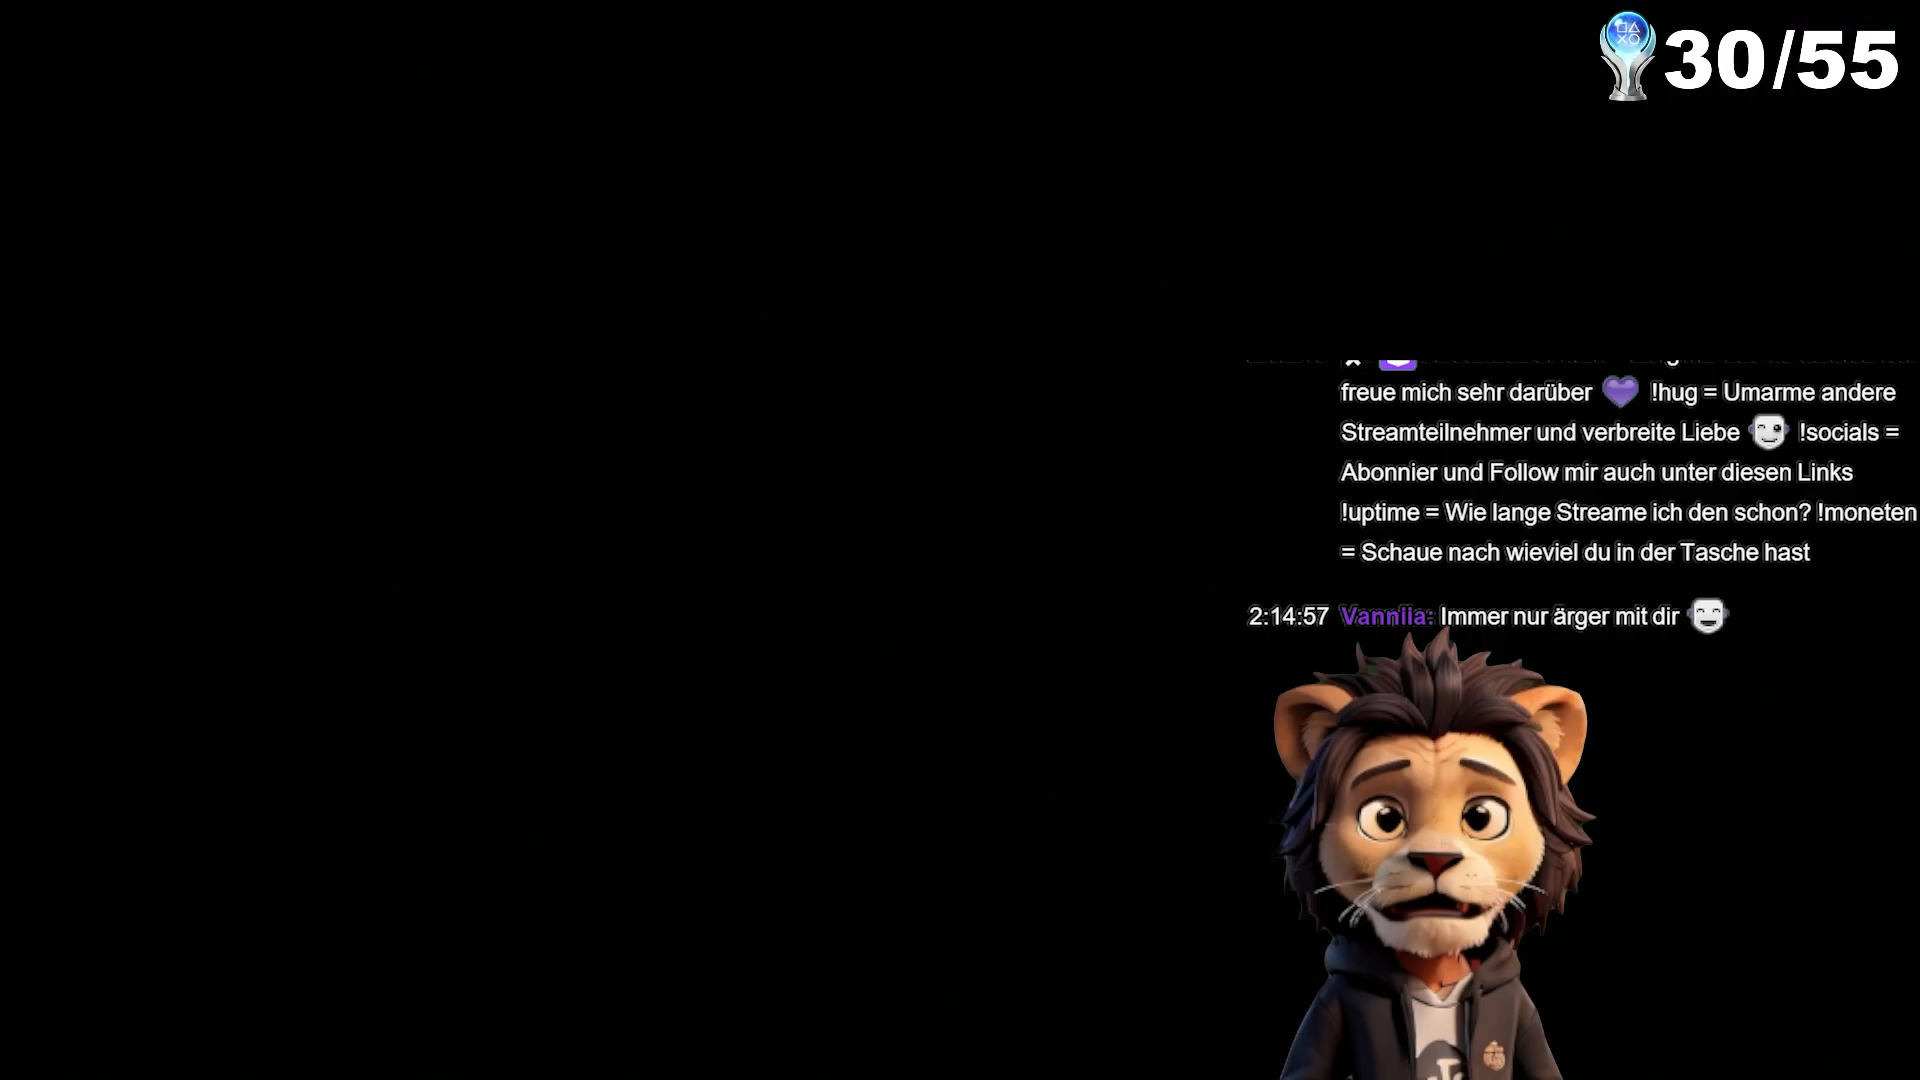 30/55
freue mich sehr darüber !hug = Umarme andere
Streamteilnehmer und verbreite Liebe !socials =
Abonnier und Follow mir auch unter diesen Links
!uptime = Wie lange Streame ich den schon? !moneten
= Schaue nach wieviel du in der Tasche hast
2:14:57 Vannlia: Immer nur ärger mit dir